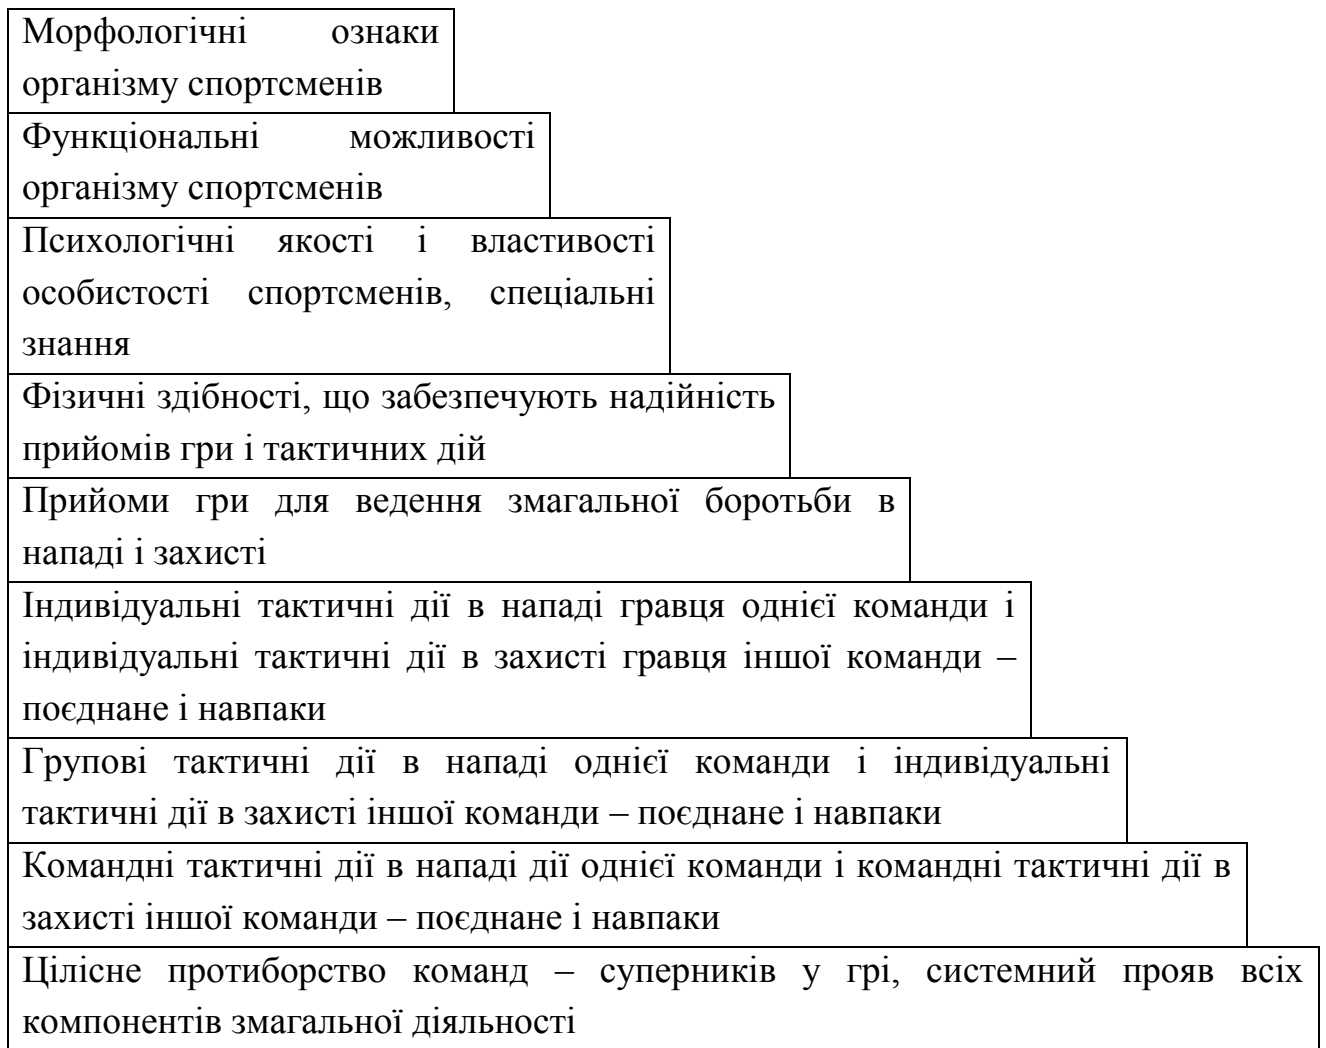 Морфологічні ознаки
організму спортсменів
Функціональні можливості
організму спортсменів
Психологічні якості і властивості
особистості спортсменів, спеціальні
знання
Фізичні здібності, що забезпечують надійність
прийомів гри і тактичних дій
Прийоми гри для ведення змагальної боротьби в
нападі і захисті
Індивідуальні тактичні дії в нападі гравця однієї команди і
індивідуальні тактичні дії в захисті гравця іншої команди –
поєднане і навпаки
Групові тактичні дії в нападі однієї команди і індивідуальні
тактичні дії в захисті іншої команди – поєднане і навпаки
Командні тактичні дії в нападі дії однієї команди і командні тактичні дії в
захисті іншої команди – поєднане і навпаки
Цілісне протиборство команд – суперників у грі, системний прояв всіх
компонентів змагальної діяльності